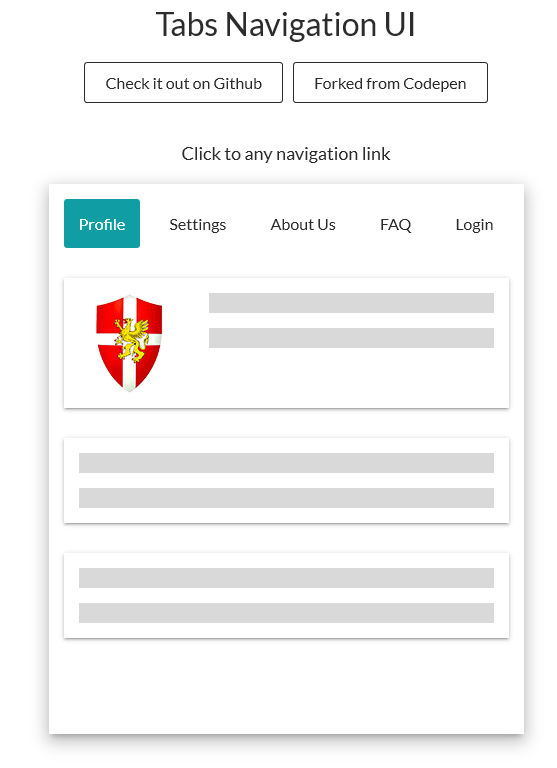 Tabs Navigation UI
Check it out on Github Forked from Codepen
Click to any navigation link
Profile Settings About Us FAQ Login